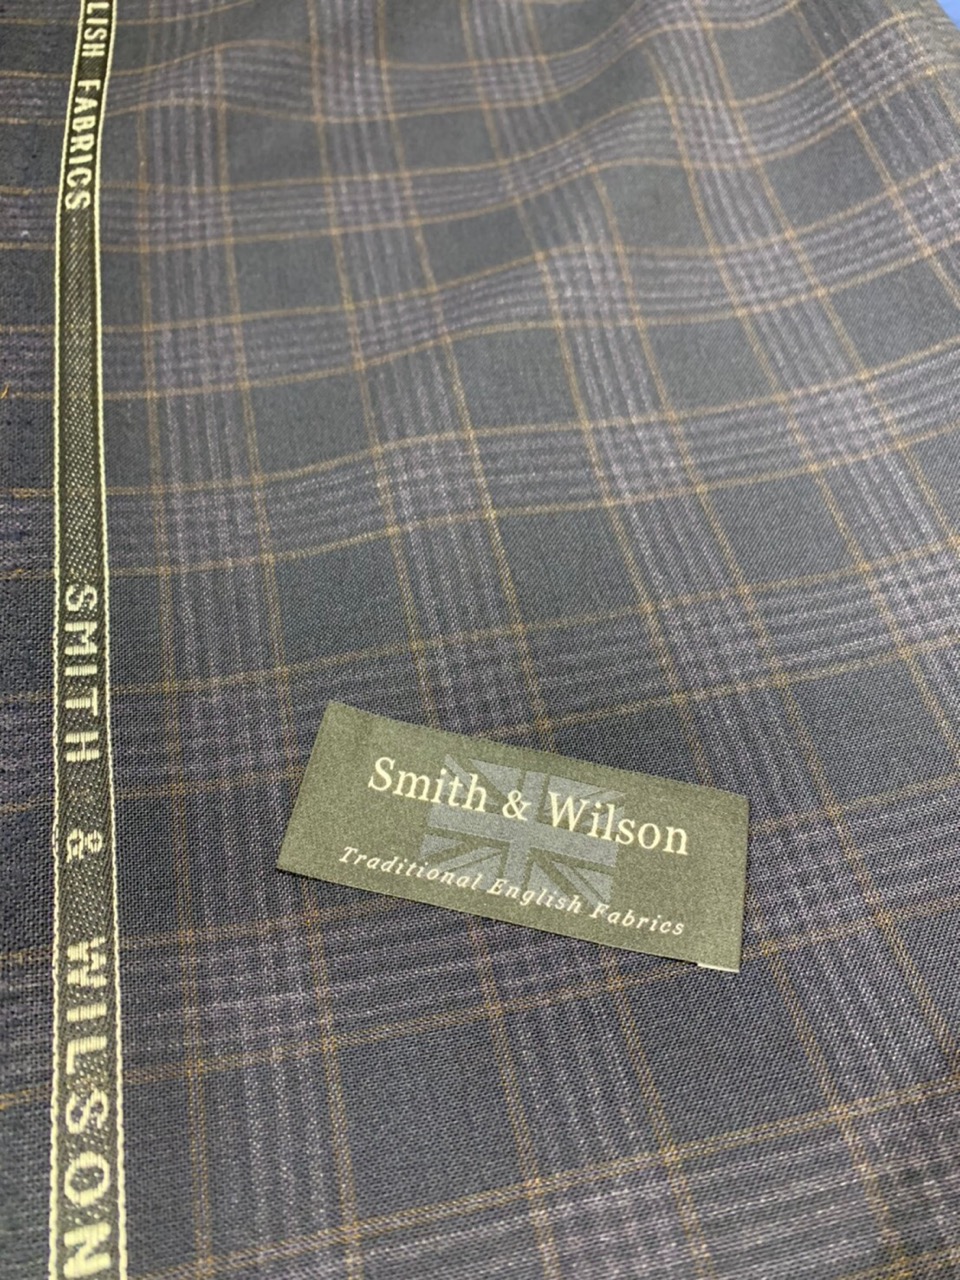 LISH FABRICS
SMITH & WILSON
Smith & Wilson
Traditional English Fabrics